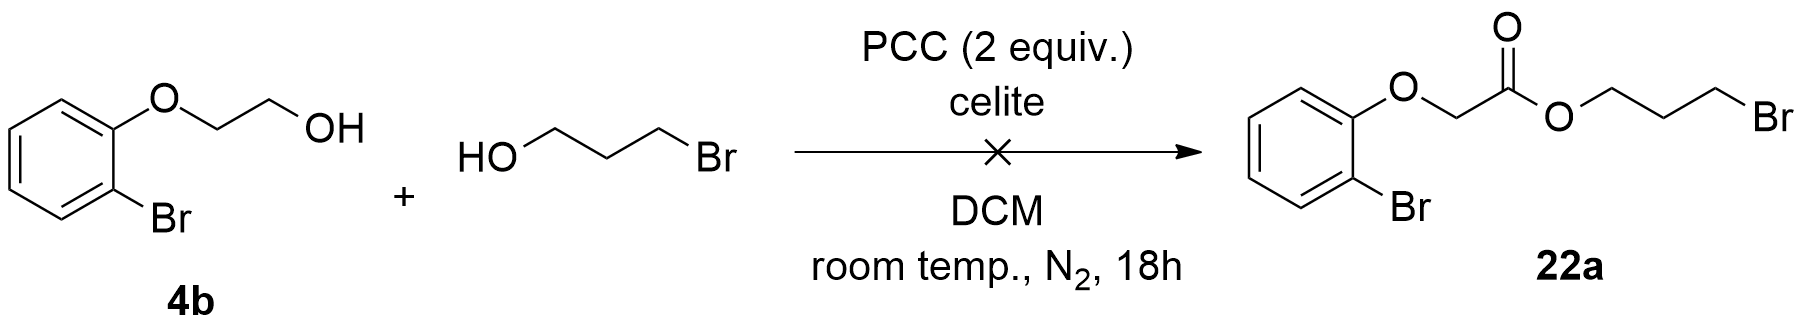 PCC (2 equiv.)
celite
DCM
room temp., N2, 18h
O
OH
Br
4b
+
HO
Br
O
O
O
Br
Br
22a